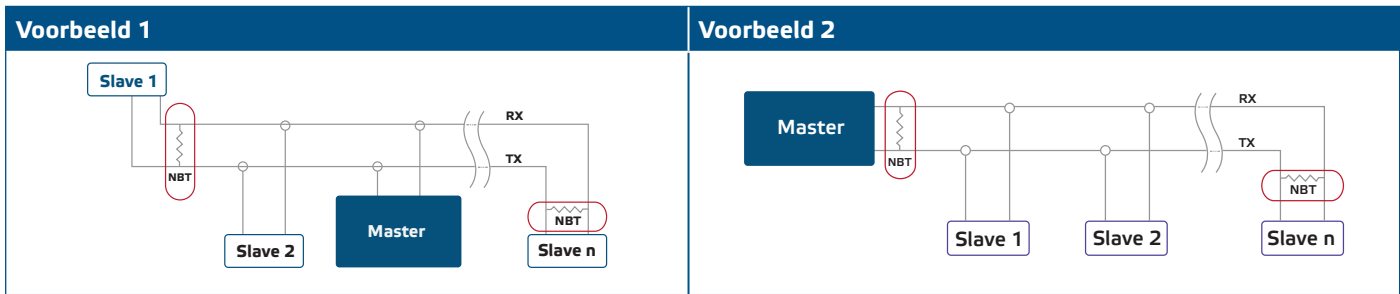 Voorbeeld 1
Slave 1
RX
TX
NBT
NBT
Master
Slave 2
Slave n
Voorbeeld 2
Master
RX
TX
NBT
NBT
Slave 1
Slave 2
Slave n